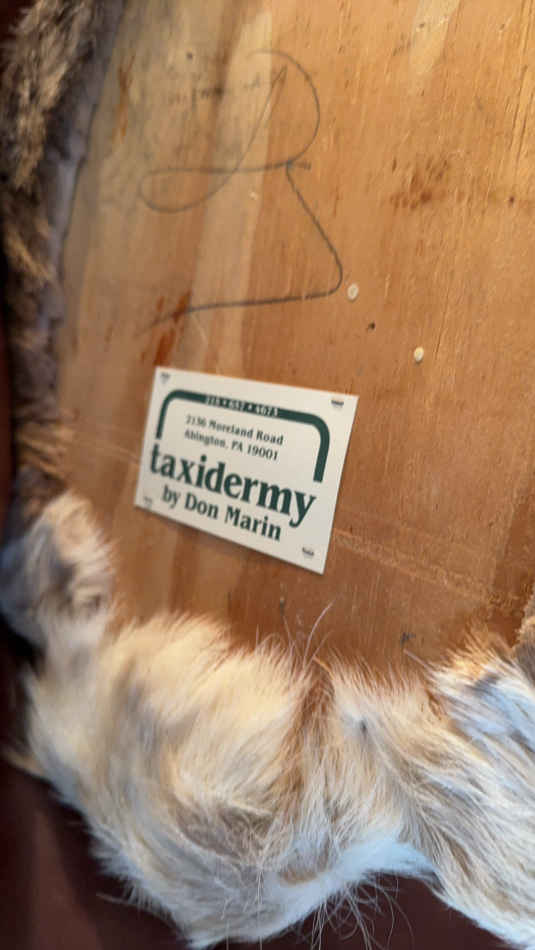 215 • 657 • 4673
2136 Moreland Road
Abington, PA 19001
taxidermy
by Don Marin